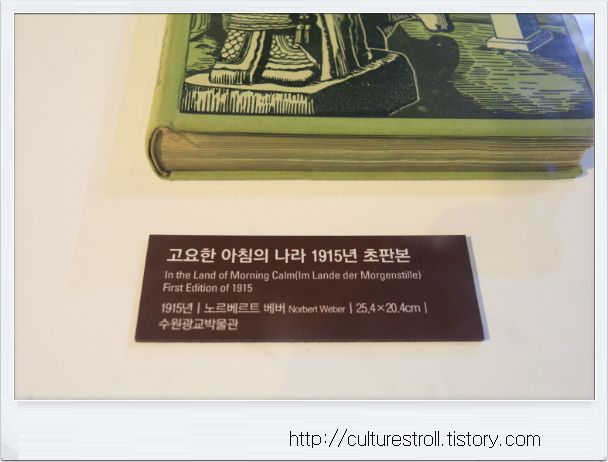 고요한 아침의 나라 1915년 초판본
In the Land of Morning Calm(Im Lande der Morgenstille)
First Edition of 1915
1915년 | 노르베르트 베버 Norbert Weber | 25.4×20.4cm |
수원광교박물관
http://culturestroll.tistory.com